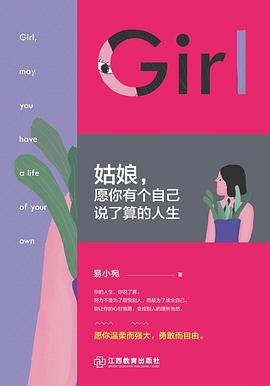 Girl,
may
you
have
a life
of your
own
Girl
姑娘，
愿你有个自己
说了算的人生
易小宛 著
你的人生，你说了算。
努力不是为了取悦别人，而是为了成全自己。
别让你的心甘情愿，变成别人的理所当然。
愿你温柔而强大，勇敢而自由。
江西教育出版社
JIANGXI EDUCATION PUBLISHING HOUSE